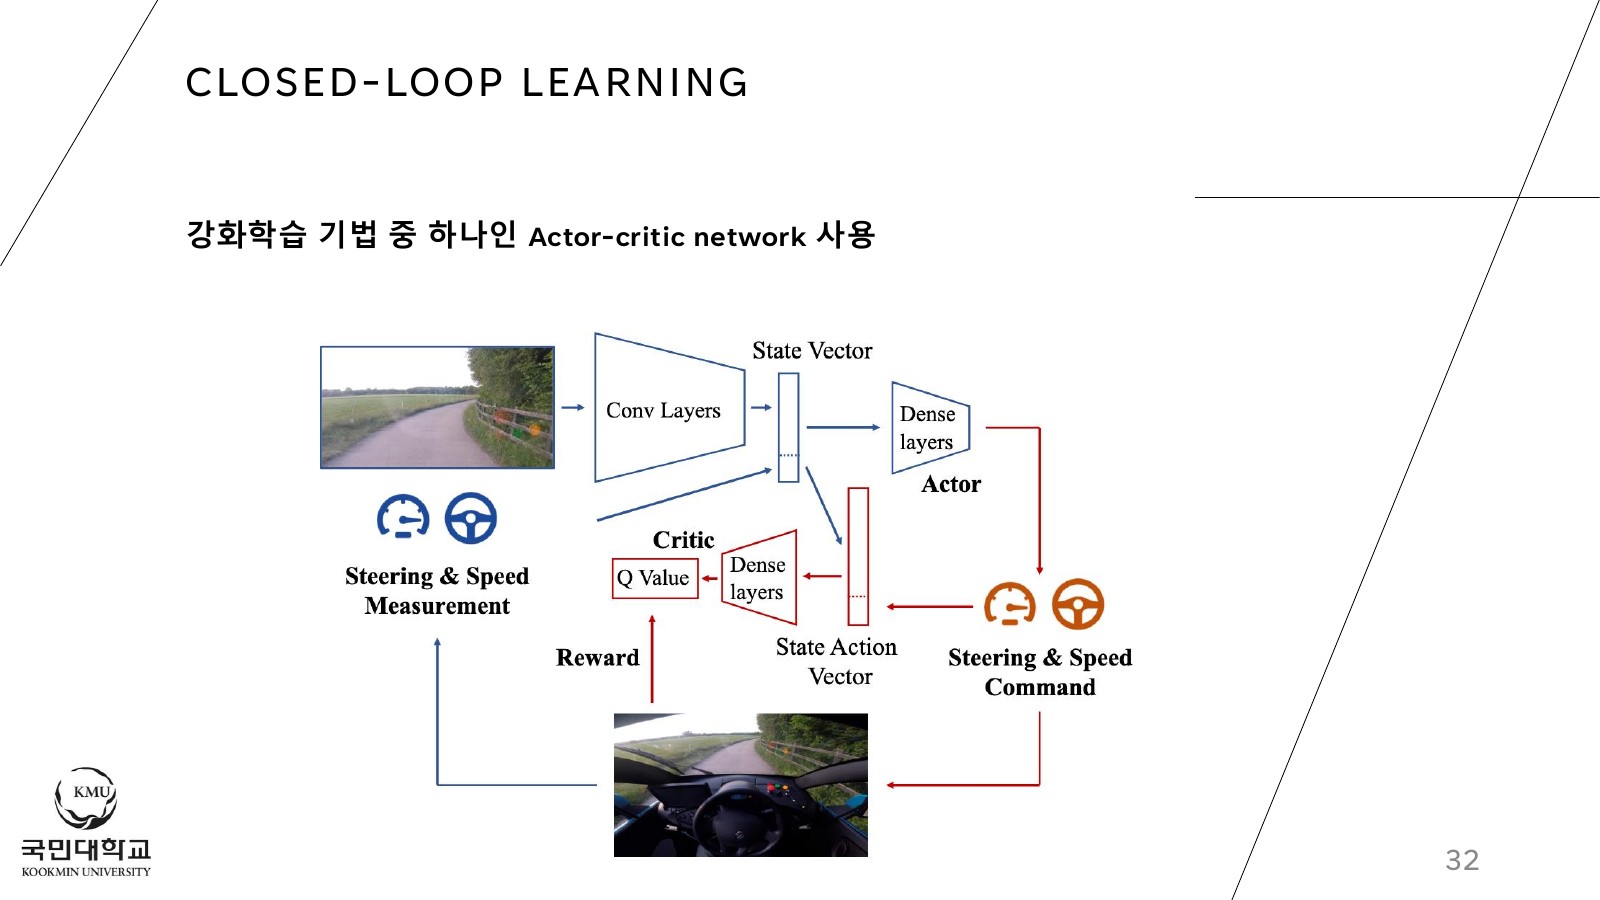 CLOSED-LOOP LEARNING
강화학습 기법 중 하나인 Actor-critic network 사용
State Vector
Conv Layers
Dense
layers
Actor
Critic
Q Value
Dense
layers
Steering & Speed
Measurement
Reward
State Action
Vector
Steering & Speed
Command
KMU
국민대학교
KOOKMIN UNIVERSITY
32